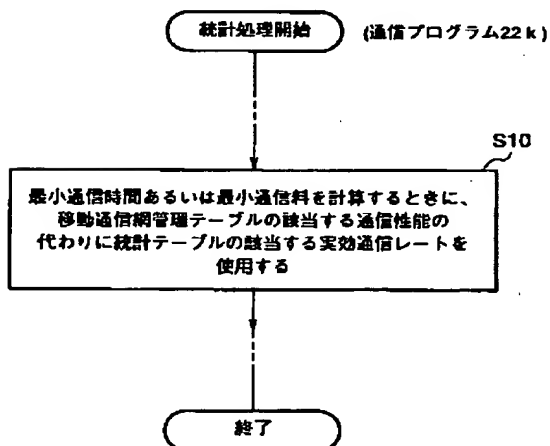 統計処理開始
(通信プログラム22k)
S10
最小通信時間あるいは最小通信料を計算するときに、
移動通信網管理テーブルの該当する通信性能の
代わりに統計テーブルの該当する実効通信レートを
使用する
終了